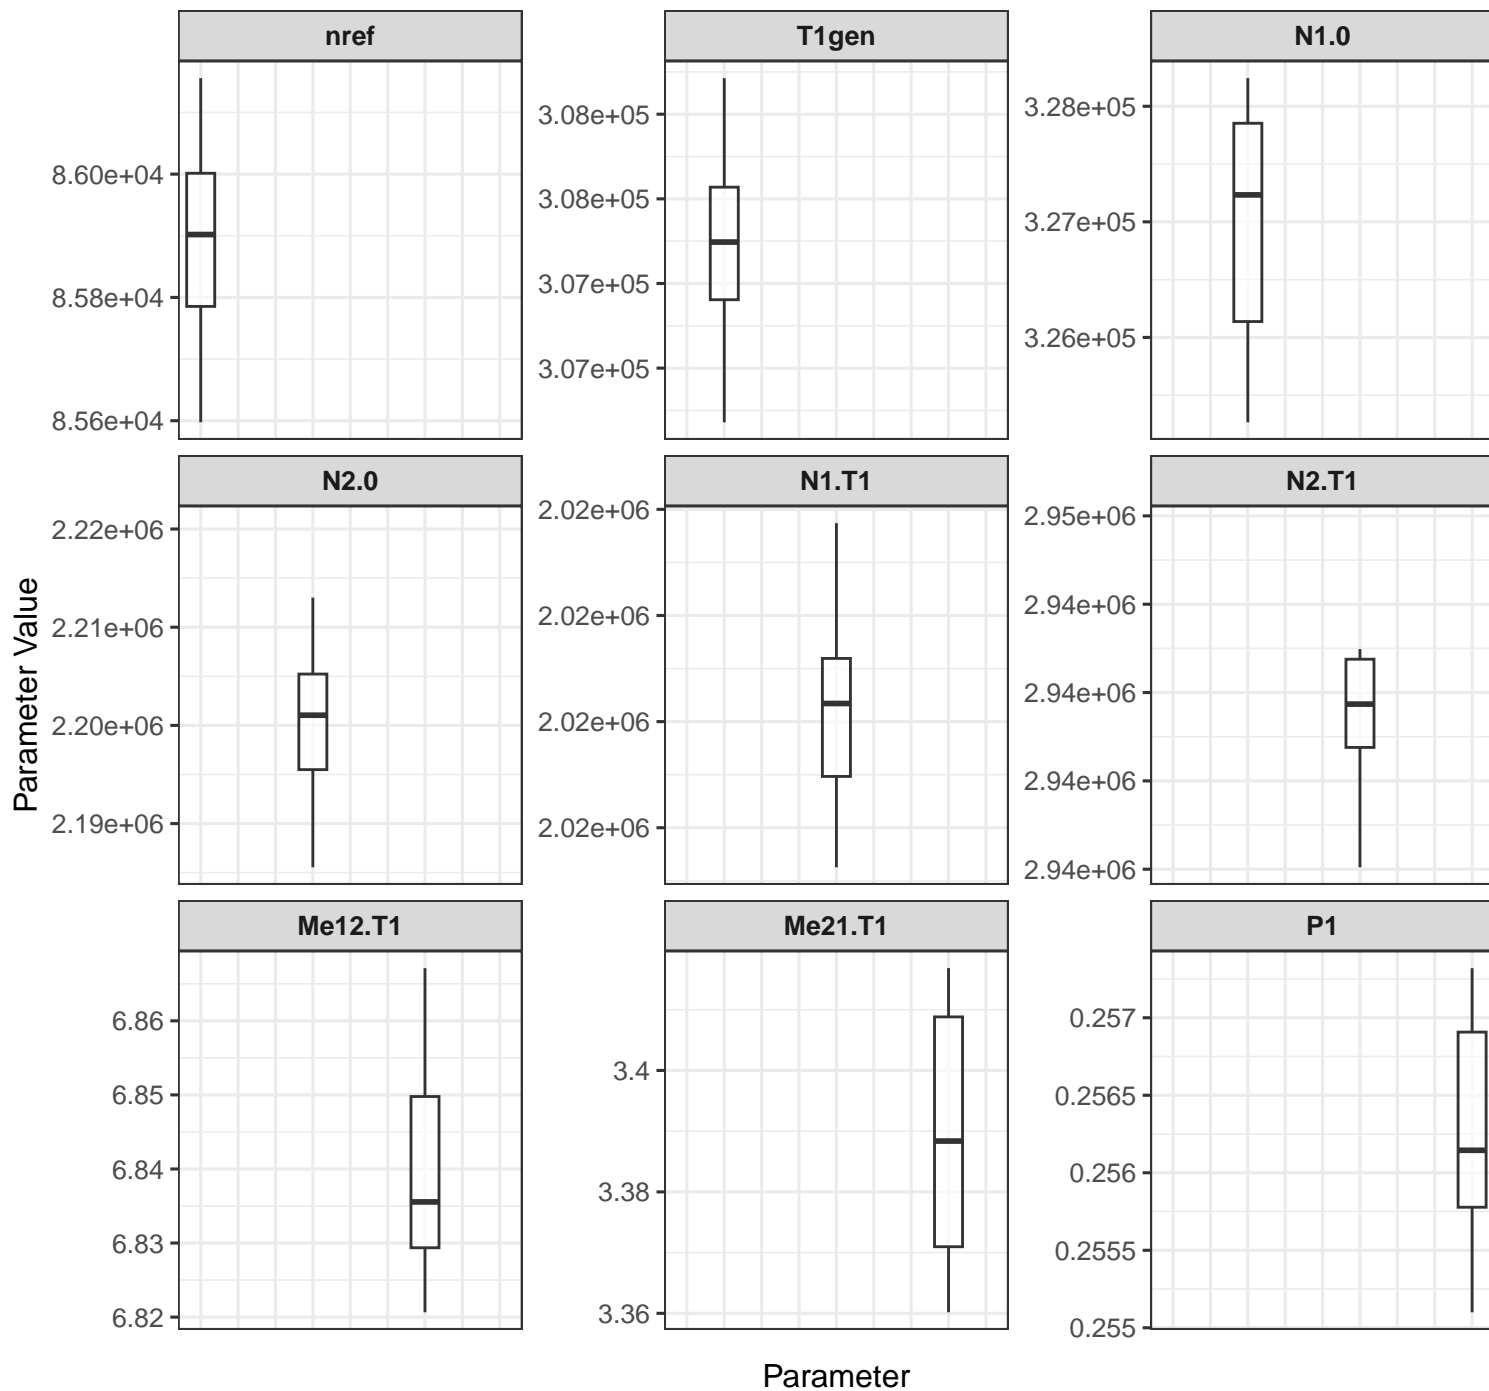 nref
T1gen
N1.0
8.60e+04
8.58e+04
8.56e+04
3.08e+05
3.08e+05
3.07e+05
3.07e+05
3.28e+05
3.27e+05
3.26e+05
N2.0
N1.T1
N2.T1
2.22e+06
2.21e+06
2.20e+06
2.19e+06
2.02e+06
2.02e+06
2.02e+06
2.02e+06
2.95e+06
2.94e+06
2.94e+06
2.94e+06
2.94e+06
Me12.T1
Me21.T1
P1
6.86
6.85
6.84
6.83
6.82
3.4
3.38
3.36
0.257
0.2565
0.256
0.2555
0.255
Parameter Value
Parameter